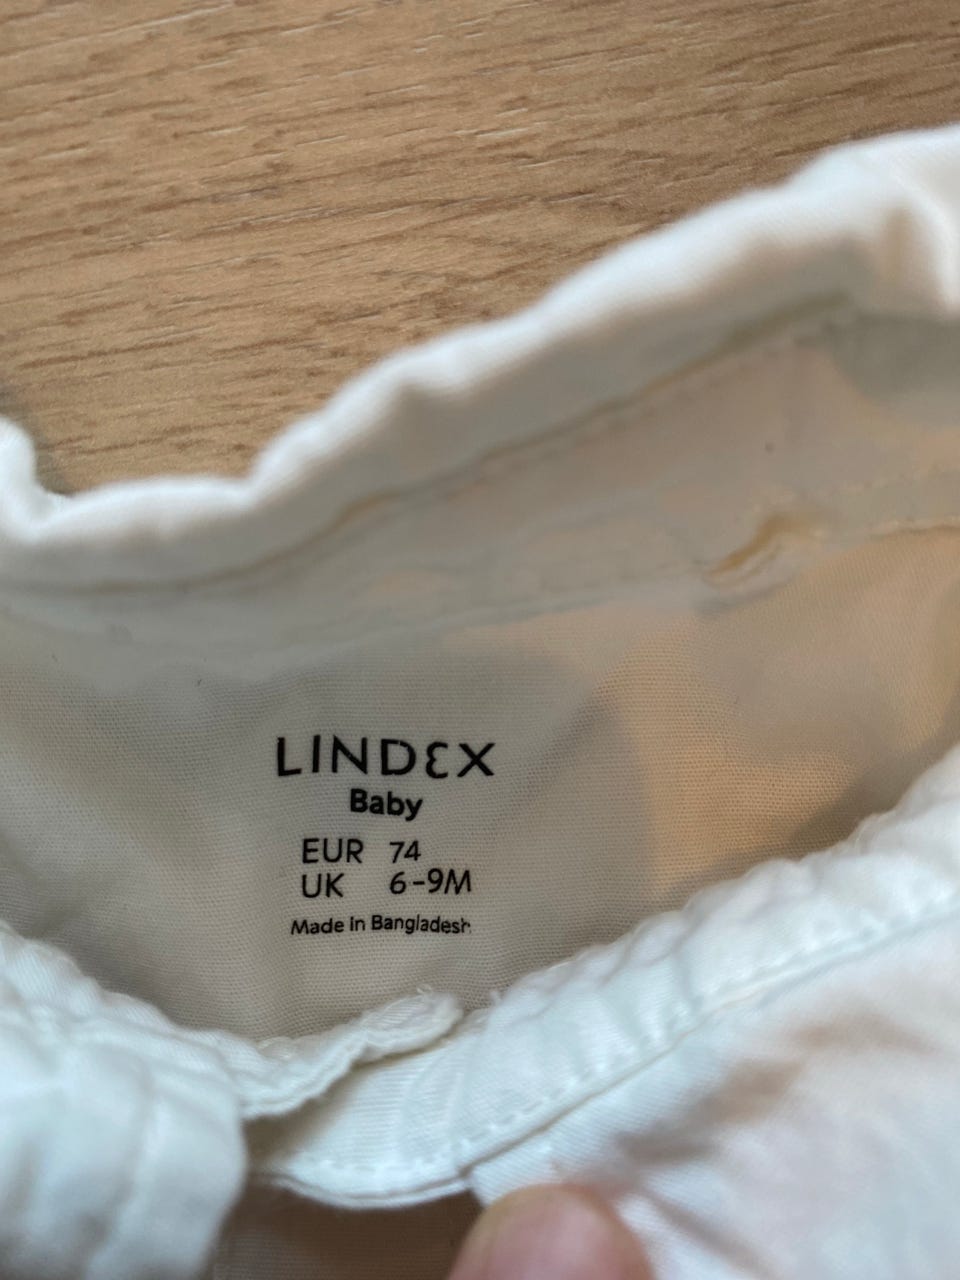 LINDEX
Baby
EUR 74
UK 6-9M
Made in Bangladesh